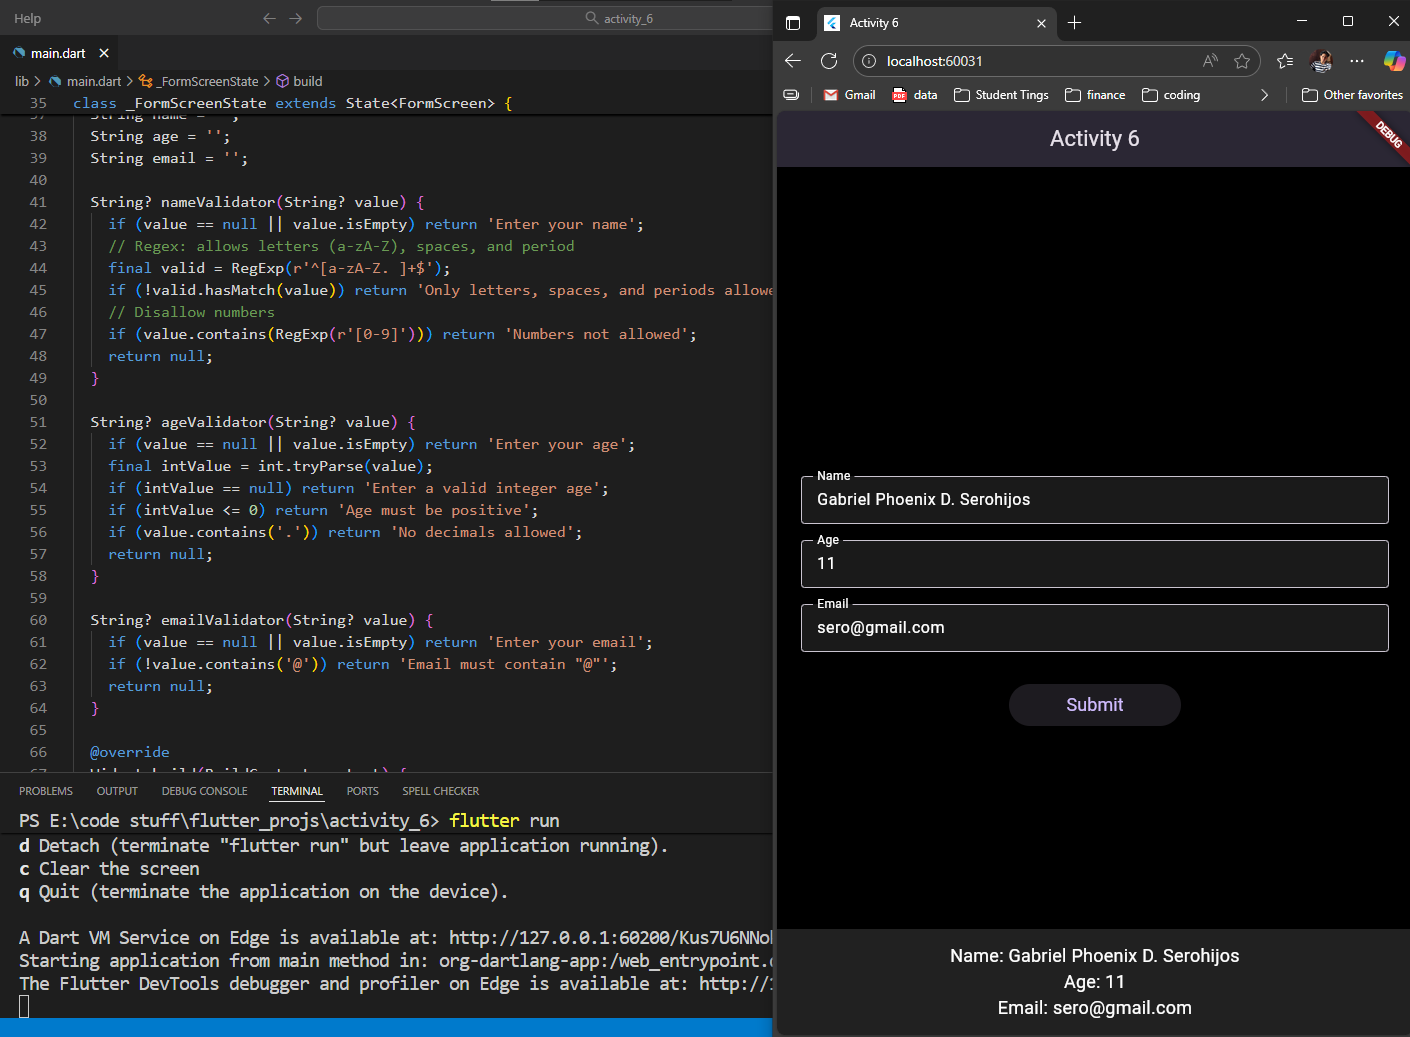 Help
activity_6
main.dart
lib > main.dart > _FormScreenState > build
35 class _FormScreenState extends State<FormScreen> {
37 String name = '';
38 String age = '';
39 String email = '';
40
41 String? nameValidator(String? value) {
42 if (value == null || value.isEmpty) return 'Enter your name';
43 // Regex: allows letters (a-zA-Z), spaces, and period
44 final valid = RegExp(r'^[a-zA-Z. ]+$');
45 if (!valid.hasMatch(value)) return 'Only letters, spaces, and periods allowe
46 // Disallow numbers
47 if (value.contains(RegExp(r'[0-9]'))) return 'Numbers not allowed';
48 return null;
49 }
50
51 String? ageValidator(String? value) {
52 if (value == null || value.isEmpty) return 'Enter your age';
53 final intValue = int.tryParse(value);
54 if (intValue == null) return 'Enter a valid integer age';
55 if (intValue <= 0) return 'Age must be positive';
56 if (value.contains('.')) return 'No decimals allowed';
57 return null;
58 }
59
60 String? emailValidator(String? value) {
61 if (value == null || value.isEmpty) return 'Enter your email';
62 if (!value.contains('@')) return 'Email must contain "@"';
63 return null;
64 }
65
66 @override
67 Widget build(BuildContext context) {
PROBLEMS OUTPUT DEBUG CONSOLE TERMINAL PORTS SPELL CHECKER
PS E:\code stuff\flutter_projs\activity_6> flutter run
d Detach (terminate "flutter run" but leave application running).
c Clear the screen
q Quit (terminate the application on the device).
A Dart VM Service on Edge is available at: http://127.0.0.1:60200/Kus7U6NNo
Starting application from main method in: org-dartlang-app:/web_entrypoint.
The Flutter DevTools debugger and profiler on Edge is available at: http://1
Activity 6
localhost:60031
Gmail data Student Tings finance coding Other favorites
Activity 6
DEBUG
Name
Gabriel Phoenix D. Serohijos
Age
11
Email
sero@gmail.com
Submit
Name: Gabriel Phoenix D. Serohijos
Age: 11
Email: sero@gmail.com